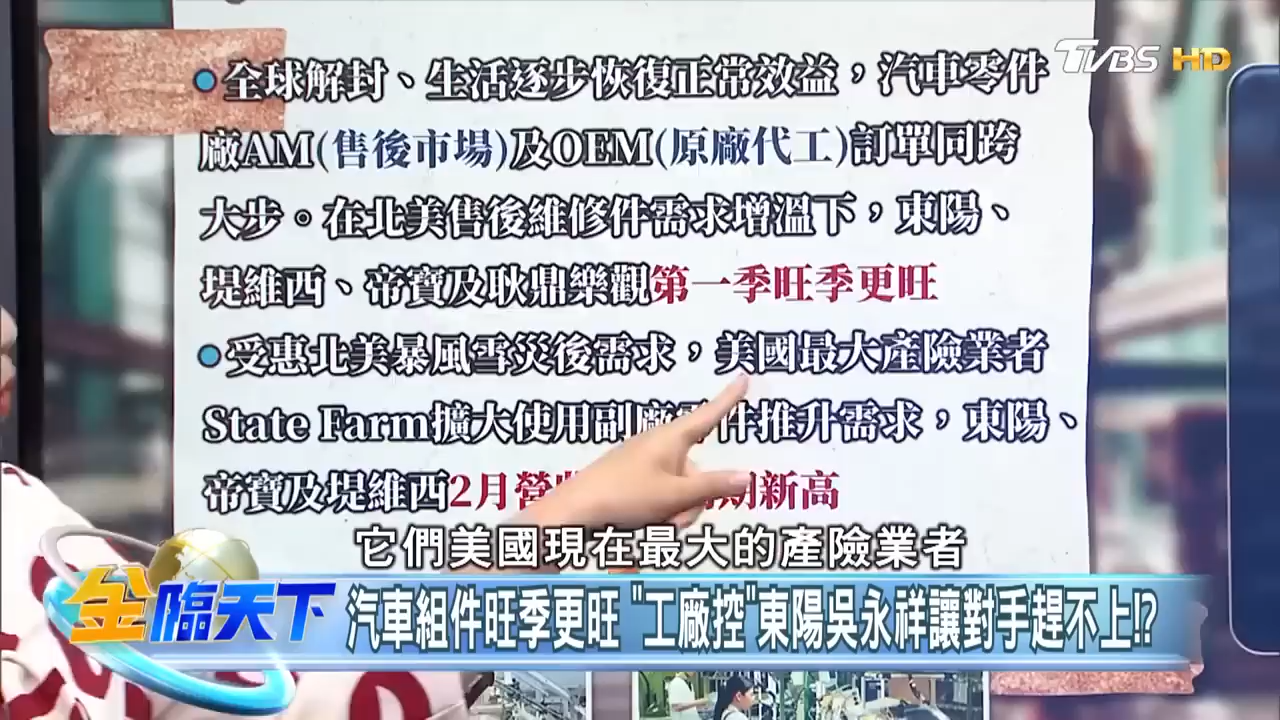 TVBS HD
•全球解封、生活逐步恢復正常效益，汽車零件
廠AM(售後市場)及OEM(原廠代工)訂單同跨
大步。在北美售後維修件需求增溫下，東陽、
堤維西、帝寶及耿鼎樂觀第一季旺季更旺
•受惠北美暴風雪災後需求，美國最大產險業者
State Farm擴大使用副廠零件推升需求，東陽、
帝寶及堤維西2月營 期新高
它們美國現在最大的產險業者
金臨天下
汽車組件旺季更旺 "工廠控"東陽吳永祥讓對手趕不上!?